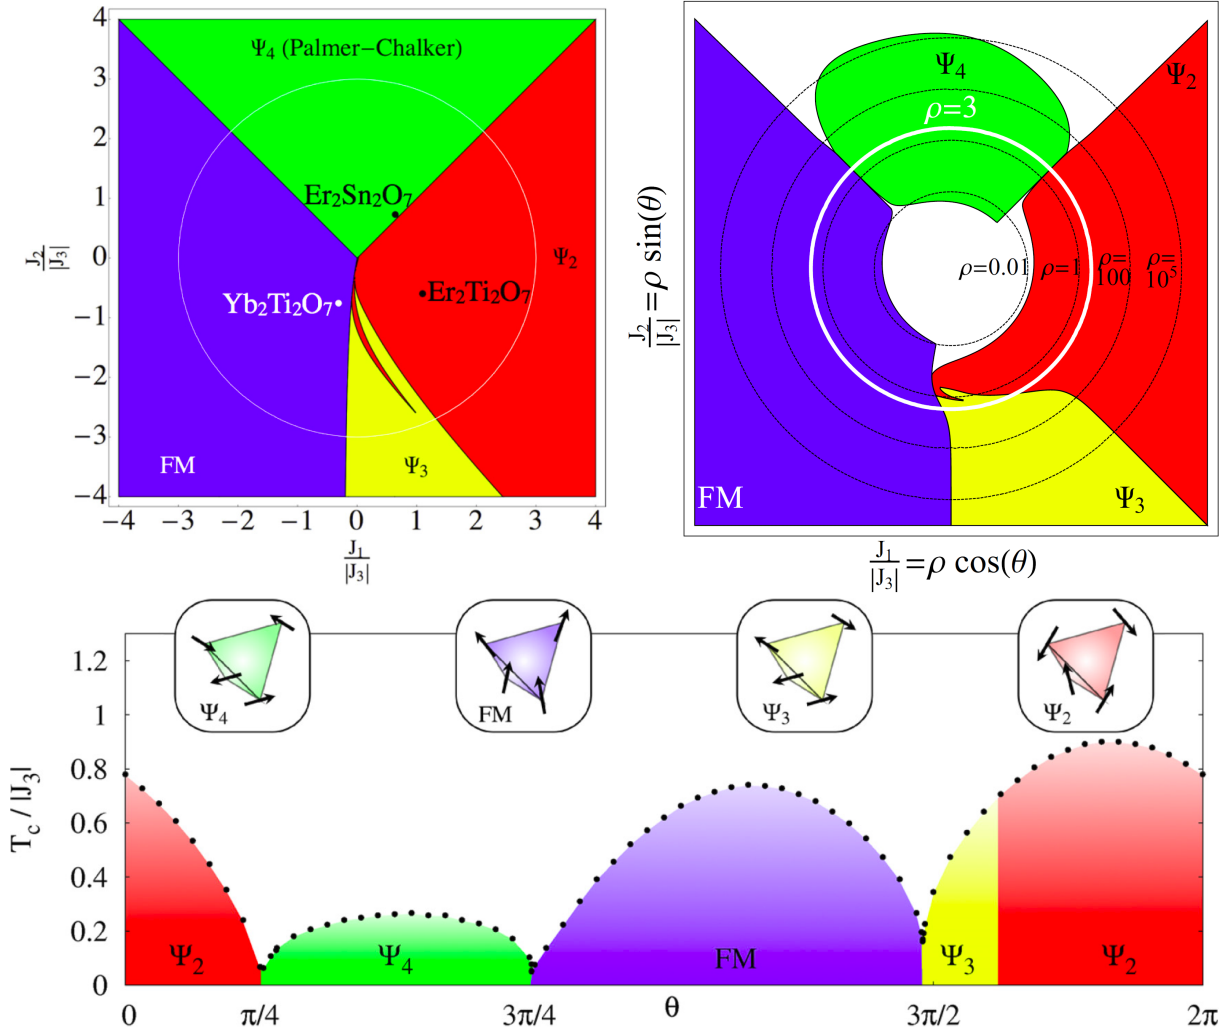 4
3
2
1
0
−1
−2
−3
−4
J₂
|J₃|
Ψ₄ (Palmer−Chalker)
Er₂Sn₂O₇
Ψ₂
Yb₂Ti₂O₇
Er₂Ti₂O₇
FM
Ψ₃
−4 −3 −2 −1 0 1 2 3 4
J₁
|J₃|
Ψ₂
Ψ₄
ρ=3
J₂/|J₃| = ρ sin(θ)
ρ=0.01
ρ=1
ρ=
100
ρ=
10⁵
FM
Ψ₃
J₁/|J₃| = ρ cos(θ)
Ψ₄
FM
Ψ₃
Ψ₂
T_c / |J₃|
1.2
1
0.8
0.6
0.4
0.2
0
Ψ₂
Ψ₄
FM
Ψ₃
Ψ₂
0 π/4 3π/4 θ 3π/2 2π